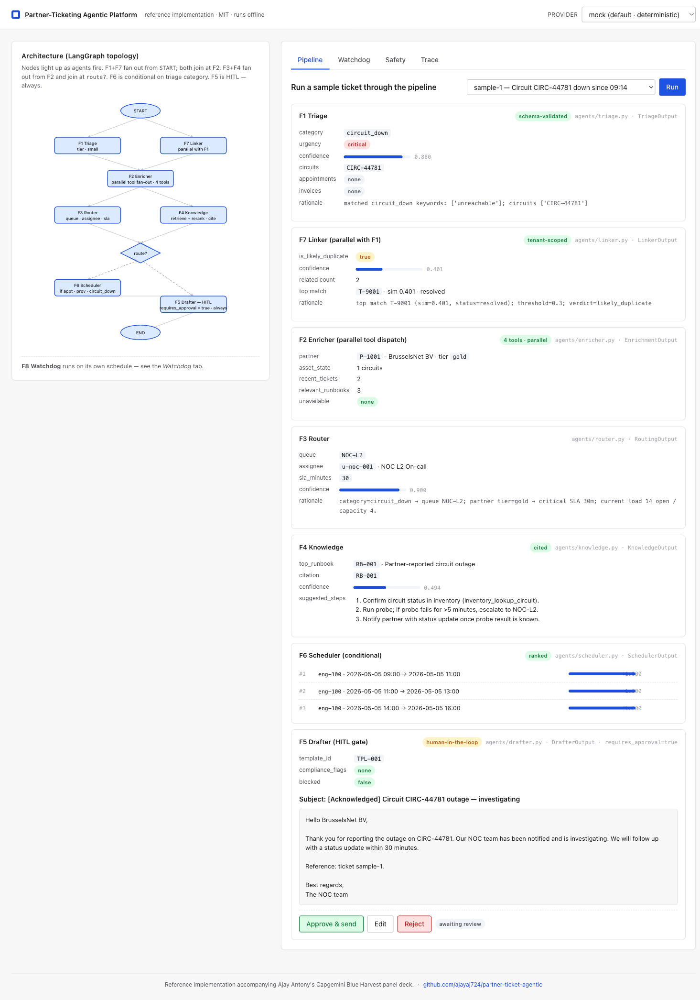 Partner-Ticketing Agentic Platform
reference implementation · MIT · runs offline
PROVIDER
mock (default · deterministic)
Architecture (LangGraph topology)
Nodes light up as agents fire. F1+F7 fan out from START; both join at F2. F3+F4 fan
out from F2 and join at route?. F6 is conditional on triage category. F5 is HITL —
always.
START
F1 Triage
tier · small
F7 Linker
parallel with F1
F2 Enricher
parallel tool fan-out · 4 tools
F3 Router
queue · assignee · sla
F4 Knowledge
retrieve + rerank · cite
route?
F6 Scheduler
if appt · prov · circuit_down
F5 Drafter — HITL
requires_approval = true · always
END
F8 Watchdog runs on its own schedule — see the Watchdog tab.
Pipeline
Watchdog
Safety
Trace
Run a sample ticket through the pipeline
sample-1 — Circuit CIRC-44781 down since 09:14
Run
F1 Triage
schema-validated agents/triage.py · TriageOutput
category circuit_down
urgency critical
confidence 0.880
circuits CIRC-44781
appointments none
invoices none
rationale matched circuit_down keywords: ['unreachable']; circuits ['CIRC-44781']
F7 Linker (parallel with F1)
tenant-scoped agents/linker.py · LinkerOutput
is_likely_duplicate true
confidence 0.401
related count 2
top match T-9001 · sim 0.401 · resolved
rationale top match T-9001 (sim=0.401, status=resolved); threshold=0.3; verdict=likely_duplicate
F2 Enricher (parallel tool dispatch)
4 tools · parallel agents/enricher.py · EnrichmentOutput
partner P-1001 · BrusselsNet BV · tier gold
asset_state 1 circuits
recent_tickets 2
relevant_runbooks 3
unavailable none
F3 Router
agents/router.py · RoutingOutput
queue NOC-L2
assignee u-noc-001 · NOC L2 On-call
sla_minutes 30
confidence 0.900
rationale category=circuit_down → queue NOC-L2; partner tier=gold → critical SLA 30m; current load 14 open /
capacity 4.
F4 Knowledge
cited agents/knowledge.py · KnowledgeOutput
top_runbook RB-001 · Partner-reported circuit outage
citation RB-001
confidence 0.494
suggested_steps 1. Confirm circuit status in inventory (inventory_lookup_circuit).
2. Run probe; if probe fails for >5 minutes, escalate to NOC-L2.
3. Notify partner with status update once probe result is known.
F6 Scheduler (conditional)
ranked agents/scheduler.py · SchedulerOutput
#1 eng-100 · 2026-05-05 09:00 → 2026-05-05 11:00
#2 eng-100 · 2026-05-05 11:00 → 2026-05-05 13:00
#3 eng-100 · 2026-05-05 14:00 → 2026-05-05 16:00
F5 Drafter (HITL gate)
human-in-the-loop agents/drafter.py · DrafterOutput · requires_approval=true
template_id TPL-001
compliance_flags none
blocked false
Subject: [Acknowledged] Circuit CIRC-44781 outage — investigating
Hello BrusselsNet BV,
Thank you for reporting the outage on CIRC-44781. Our NOC team has been notified and is investigating. We will follow up
with a status update within 30 minutes.
Reference: ticket sample-1.
Best regards,
The NOC team
Approve & send
Edit
Reject
awaiting review
Reference implementation accompanying Ajay Antony's Capgemini Blue Harvest panel deck. · github.com/ajayaj724/partner-ticket-agentic